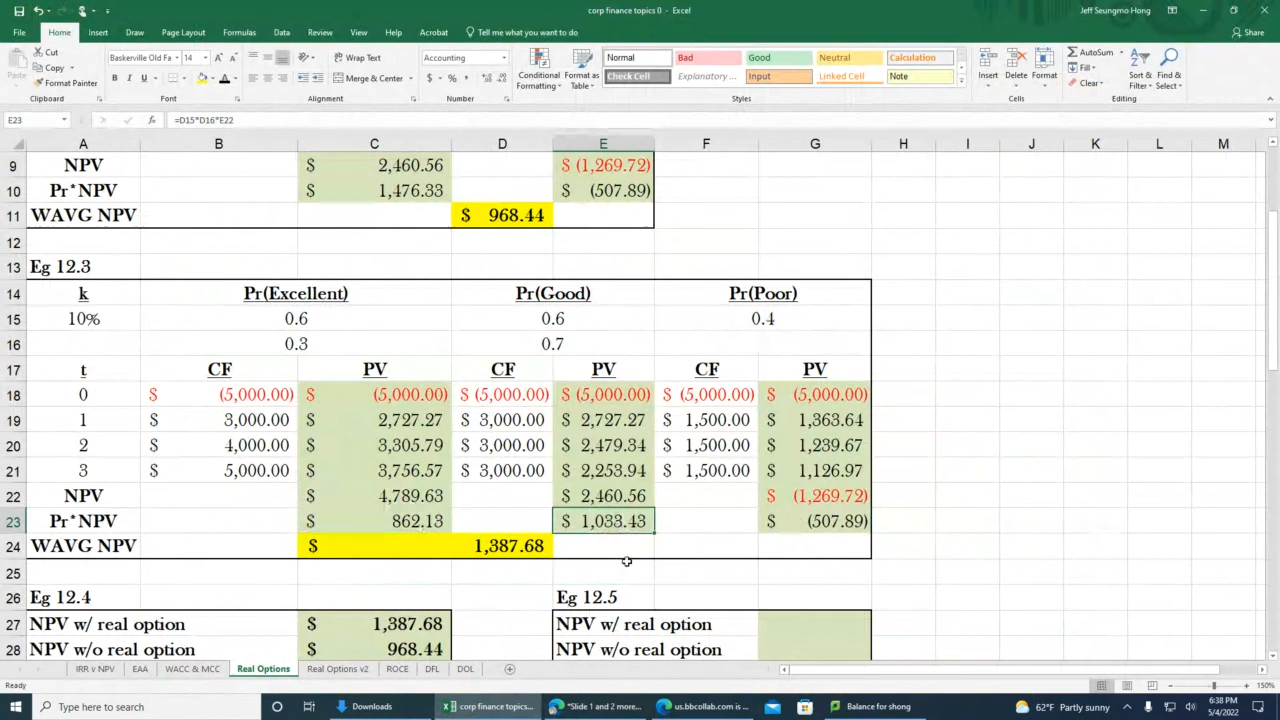 corp finance topics 0 - Excel
Jeff Seungmo Hong
File Home Insert Draw Page Layout Formulas Data Review View Help Acrobat Tell me what you want to do Share
Paste Cut Copy Format Painter Clipboard
Baskerville Old Fa 14 B I U Font
Wrap Text Merge & Center Alignment
Accounting $ % , Number
Conditional Formatting Format as Table
Normal Bad Good Neutral Calculation
Check Cell Explanatory ... Input Linked Cell Note
Styles
Insert Delete Format Cells
AutoSum Fill Clear Sort & Filter Find & Select Editing
E23 fx =D15*D16*E22
A B C D E F G H I J K L M
9 NPV $ 2,460.56 $ (1,269.72)
10 Pr*NPV $ 1,476.33 $ (507.89)
11 WAVG NPV $ 968.44
12
13 Eg 12.3
14 k Pr(Excellent) Pr(Good) Pr(Poor)
15 10% 0.6 0.6 0.4
16 0.3 0.7
17 t CF PV CF PV CF PV
18 0 $ (5,000.00) $ (5,000.00) $ (5,000.00) $ (5,000.00) $ (5,000.00) $ (5,000.00)
19 1 $ 3,000.00 $ 2,727.27 $ 3,000.00 $ 2,727.27 $ 1,500.00 $ 1,363.64
20 2 $ 4,000.00 $ 3,305.79 $ 3,000.00 $ 2,479.34 $ 1,500.00 $ 1,239.67
21 3 $ 5,000.00 $ 3,756.57 $ 3,000.00 $ 2,253.94 $ 1,500.00 $ 1,126.97
22 NPV $ 4,789.63 $ 2,460.56 $ (1,269.72)
23 Pr*NPV $ 862.13 $ 1,033.43 $ (507.89)
24 WAVG NPV $ 1,387.68
25
26 Eg 12.4 Eg 12.5
27 NPV w/ real option $ 1,387.68 NPV w/ real option
28 NPV w/o real option $ 968.44 NPV w/o real option
IRR v NPV EAA WACC & MCC Real Options Real Options v2 ROCE DFL DOL
Ready 150%
Type here to search Downloads corp finance topics... *Slide 1 and 2 more... us.bbcollab.com is ... Balance for shong 62°F Partly sunny 6:38 PM
5/4/2022